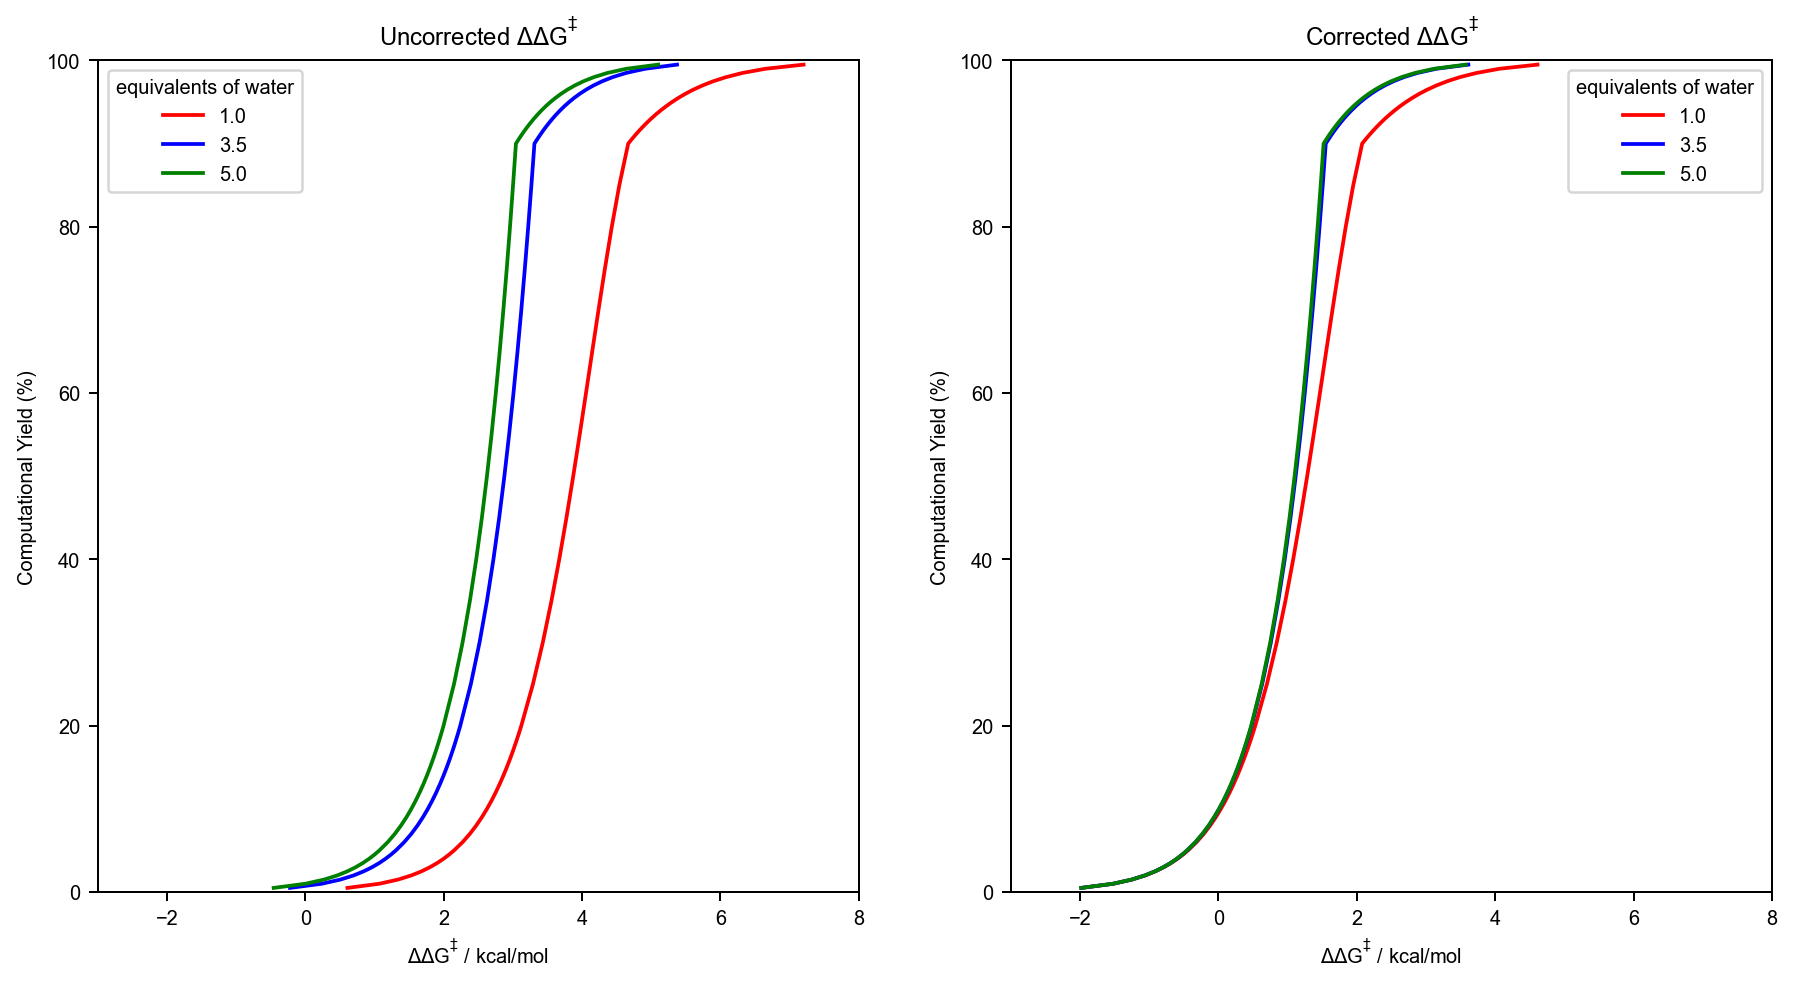 Uncorrected ΔΔG‡
equivalents of water
1.0
3.5
5.0
Computational Yield (%)
100
80
60
40
20
0
−2 0 2 4 6 8
ΔΔG‡ / kcal/mol
Corrected ΔΔG‡
equivalents of water
1.0
3.5
5.0
Computational Yield (%)
100
80
60
40
20
0
−2 0 2 4 6 8
ΔΔG‡ / kcal/mol